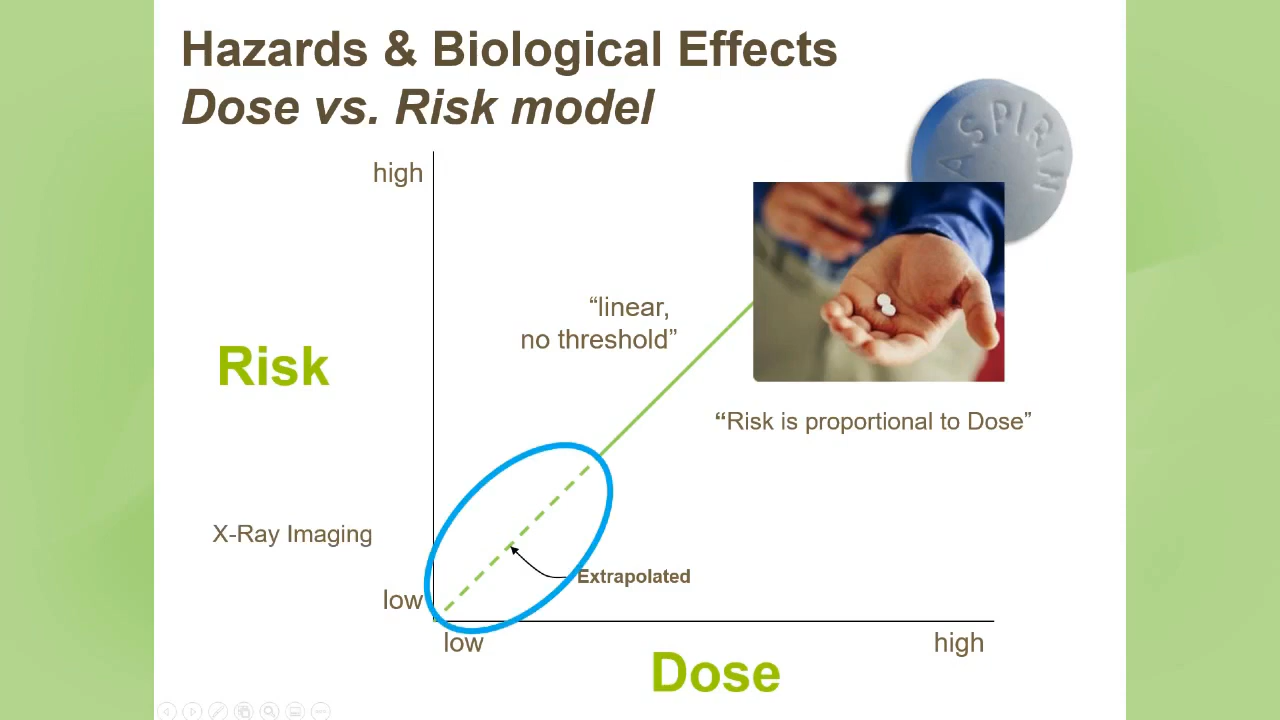 Hazards & Biological Effects
Dose vs. Risk model
ASPIRIN
high
“linear,
no threshold”
Risk
“Risk is proportional to Dose”
X-Ray Imaging
Extrapolated
low
low
high
Dose